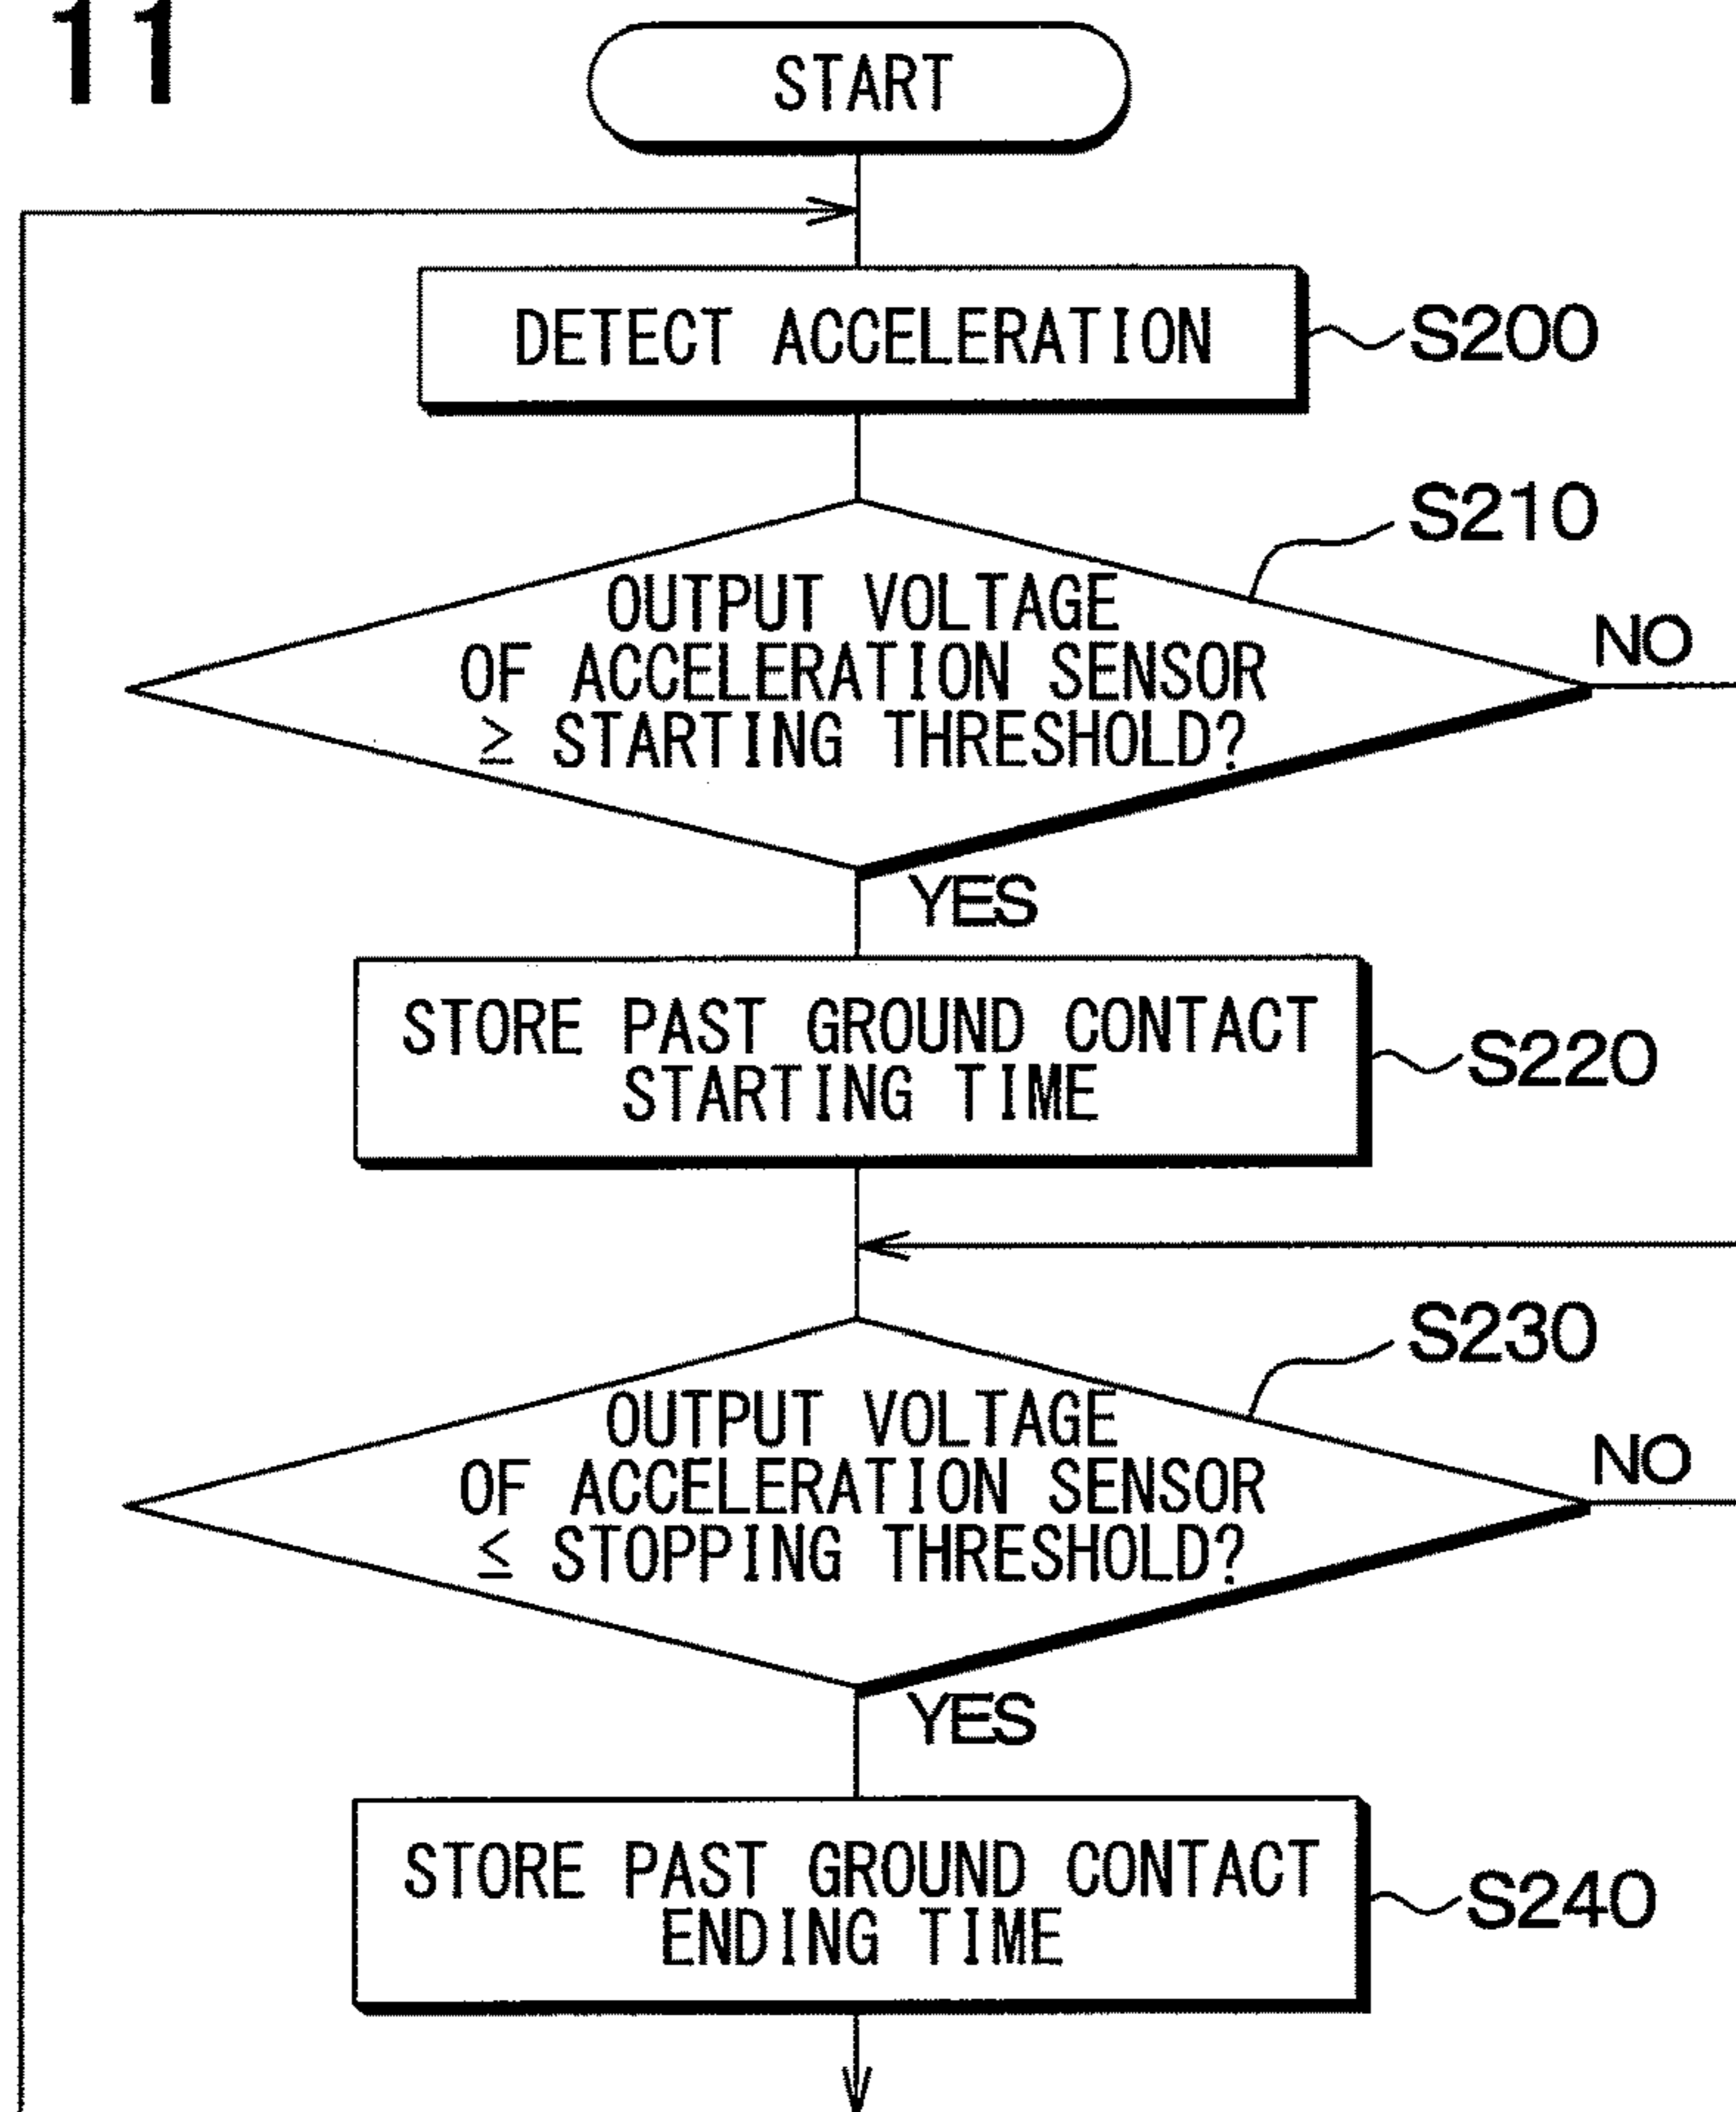 11
START
DETECT ACCELERATION
S200
S210
OUTPUT VOLTAGE
OF ACCELERATION SENSOR
≥ STARTING THRESHOLD?
NO
YES
STORE PAST GROUND CONTACT
STARTING TIME
S220
S230
OUTPUT VOLTAGE
OF ACCELERATION SENSOR
≤ STOPPING THRESHOLD?
NO
YES
STORE PAST GROUND CONTACT
ENDING TIME
S240